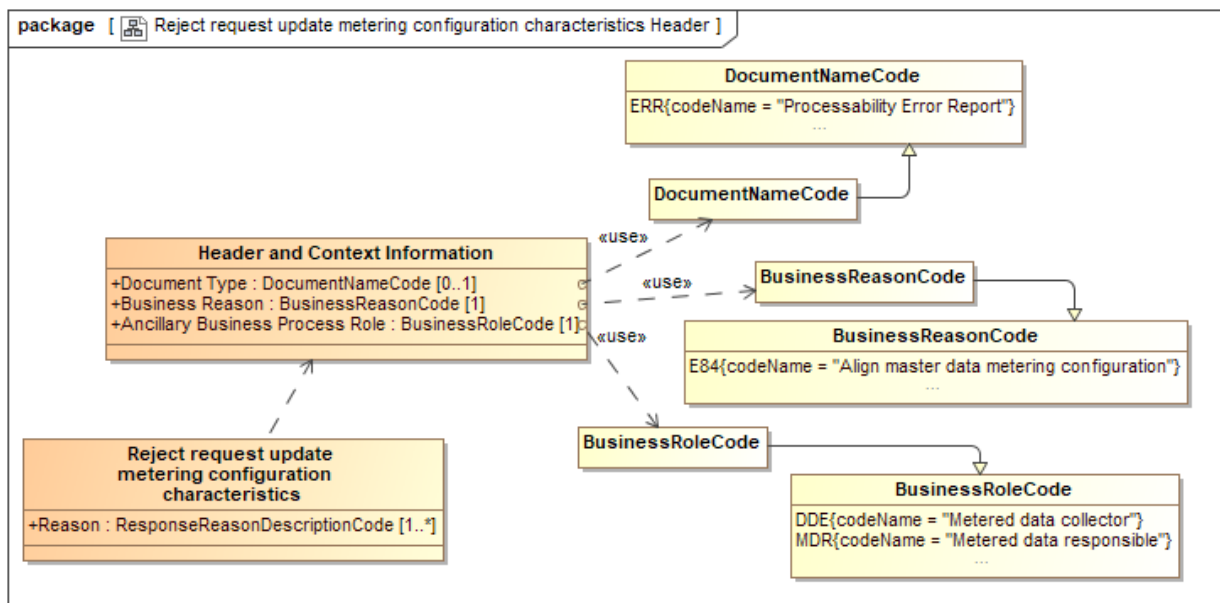 package [ Reject request update metering configuration characteristics Header ]
DocumentNameCode
ERR{codeName = "Processability Error Report"}
...
DocumentNameCode
«use»
Header and Context Information
+Document Type : DocumentNameCode [0..1]
+Business Reason : BusinessReasonCode [1]
+Ancillary Business Process Role : BusinessRoleCode [1]
«use»
BusinessReasonCode
«use»
BusinessReasonCode
E84{codeName = "Align master data metering configuration"}
...
BusinessRoleCode
Reject request update
metering configuration
characteristics
+Reason : ResponseReasonDescriptionCode [1..*]
BusinessRoleCode
DDE{codeName = "Metered data collector"}
MDR{codeName = "Metered data responsible"}
...